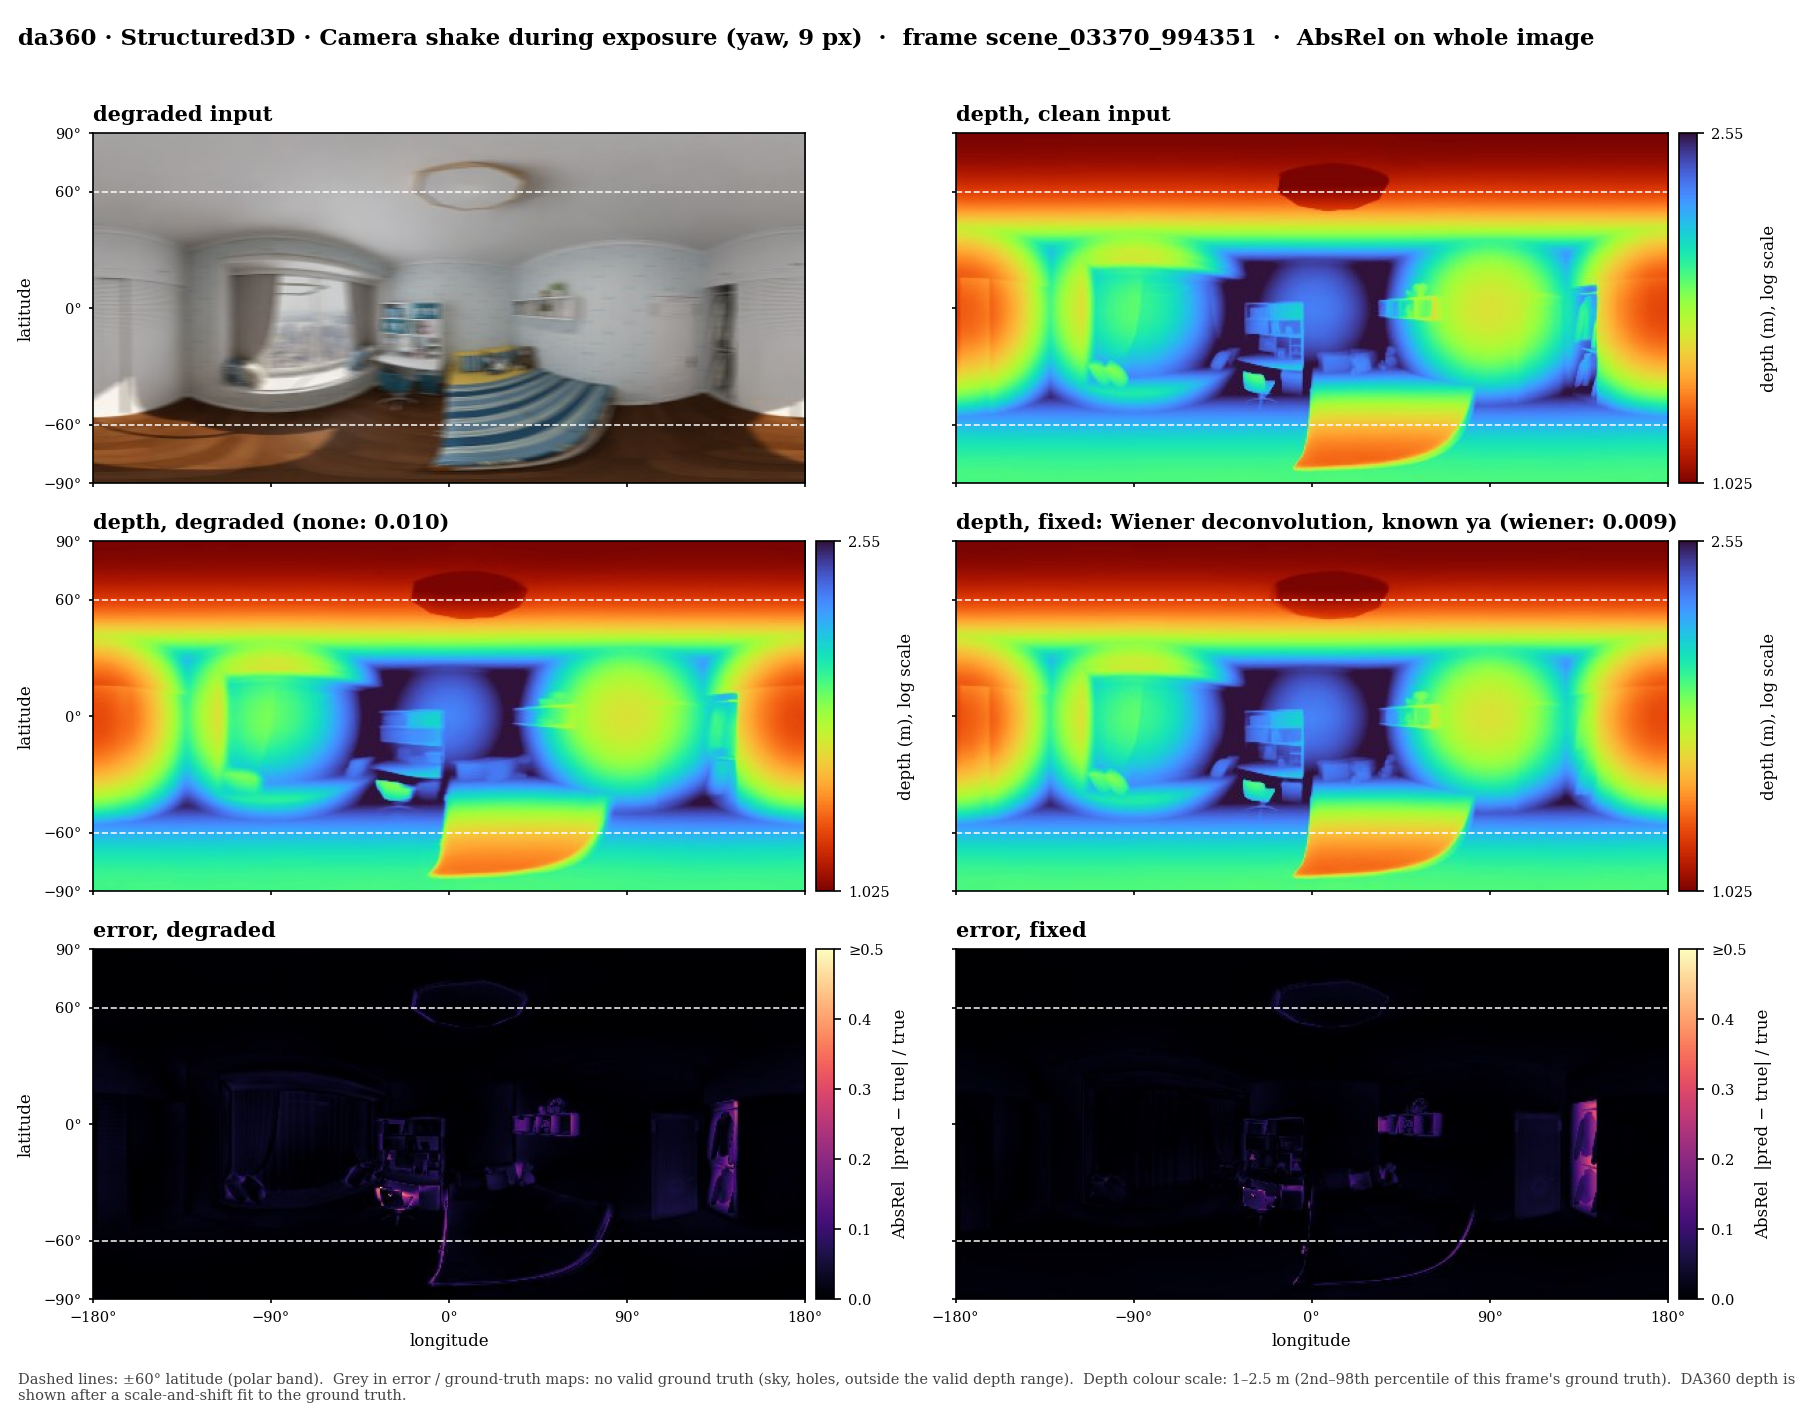 da360 · Structured3D · Camera shake during exposure (yaw, 9 px)  ·  frame scene_03370_994351  ·  AbsRel on whole image
degraded input
depth, clean input
90°
60°
0°
−60°
−90°
latitude
2.55
1.025
depth (m), log scale
depth, degraded (none: 0.010)
depth, fixed: Wiener deconvolution, known ya (wiener: 0.009)
90°
60°
0°
−60°
−90°
latitude
2.55
1.025
depth (m), log scale
2.55
1.025
depth (m), log scale
error, degraded
error, fixed
90°
60°
0°
−60°
−90°
latitude
−180°
−90°
0°
90°
180°
longitude
≥0.5
0.4
0.3
0.2
0.1
0.0
AbsRel  |pred − true| / true
−180°
−90°
0°
90°
180°
longitude
≥0.5
0.4
0.3
0.2
0.1
0.0
AbsRel  |pred − true| / true
Dashed lines: ±60° latitude (polar band).  Grey in error / ground-truth maps: no valid ground truth (sky, holes, outside the valid depth range).  Depth colour scale: 1–2.5 m (2nd–98th percentile of this frame's ground truth).  DA360 depth is
shown after a scale-and-shift fit to the ground truth.